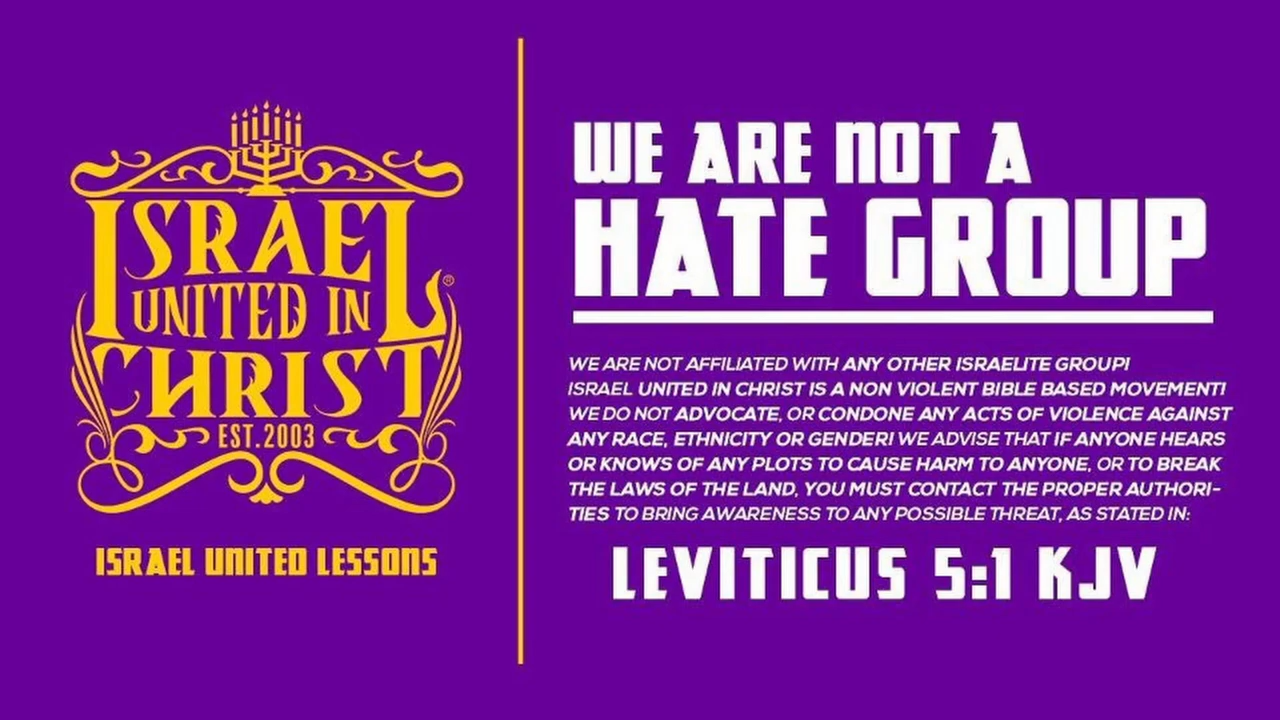 ISRAEL
UNITED IN
CHRIST
EST.2003
ISRAEL UNITED LESSONS
WE ARE NOT A
HATE GROUP
WE ARE NOT AFFILIATED WITH ANY OTHER ISRAELITE GROUP!
ISRAEL UNITED IN CHRIST IS A NON VIOLENT BIBLE BASED MOVEMENT!
WE DO NOT ADVOCATE, OR CONDONE ANY ACTS OF VIOLENCE AGAINST
ANY RACE, ETHNICITY OR GENDER! WE ADVISE THAT IF ANYONE HEARS
OR KNOWS OF ANY PLOTS TO CAUSE HARM TO ANYONE, OR TO BREAK
THE LAWS OF THE LAND, YOU MUST CONTACT THE PROPER AUTHORI-
TIES TO BRING AWARENESS TO ANY POSSIBLE THREAT, AS STATED IN:
LEVITICUS 5:1 KJV